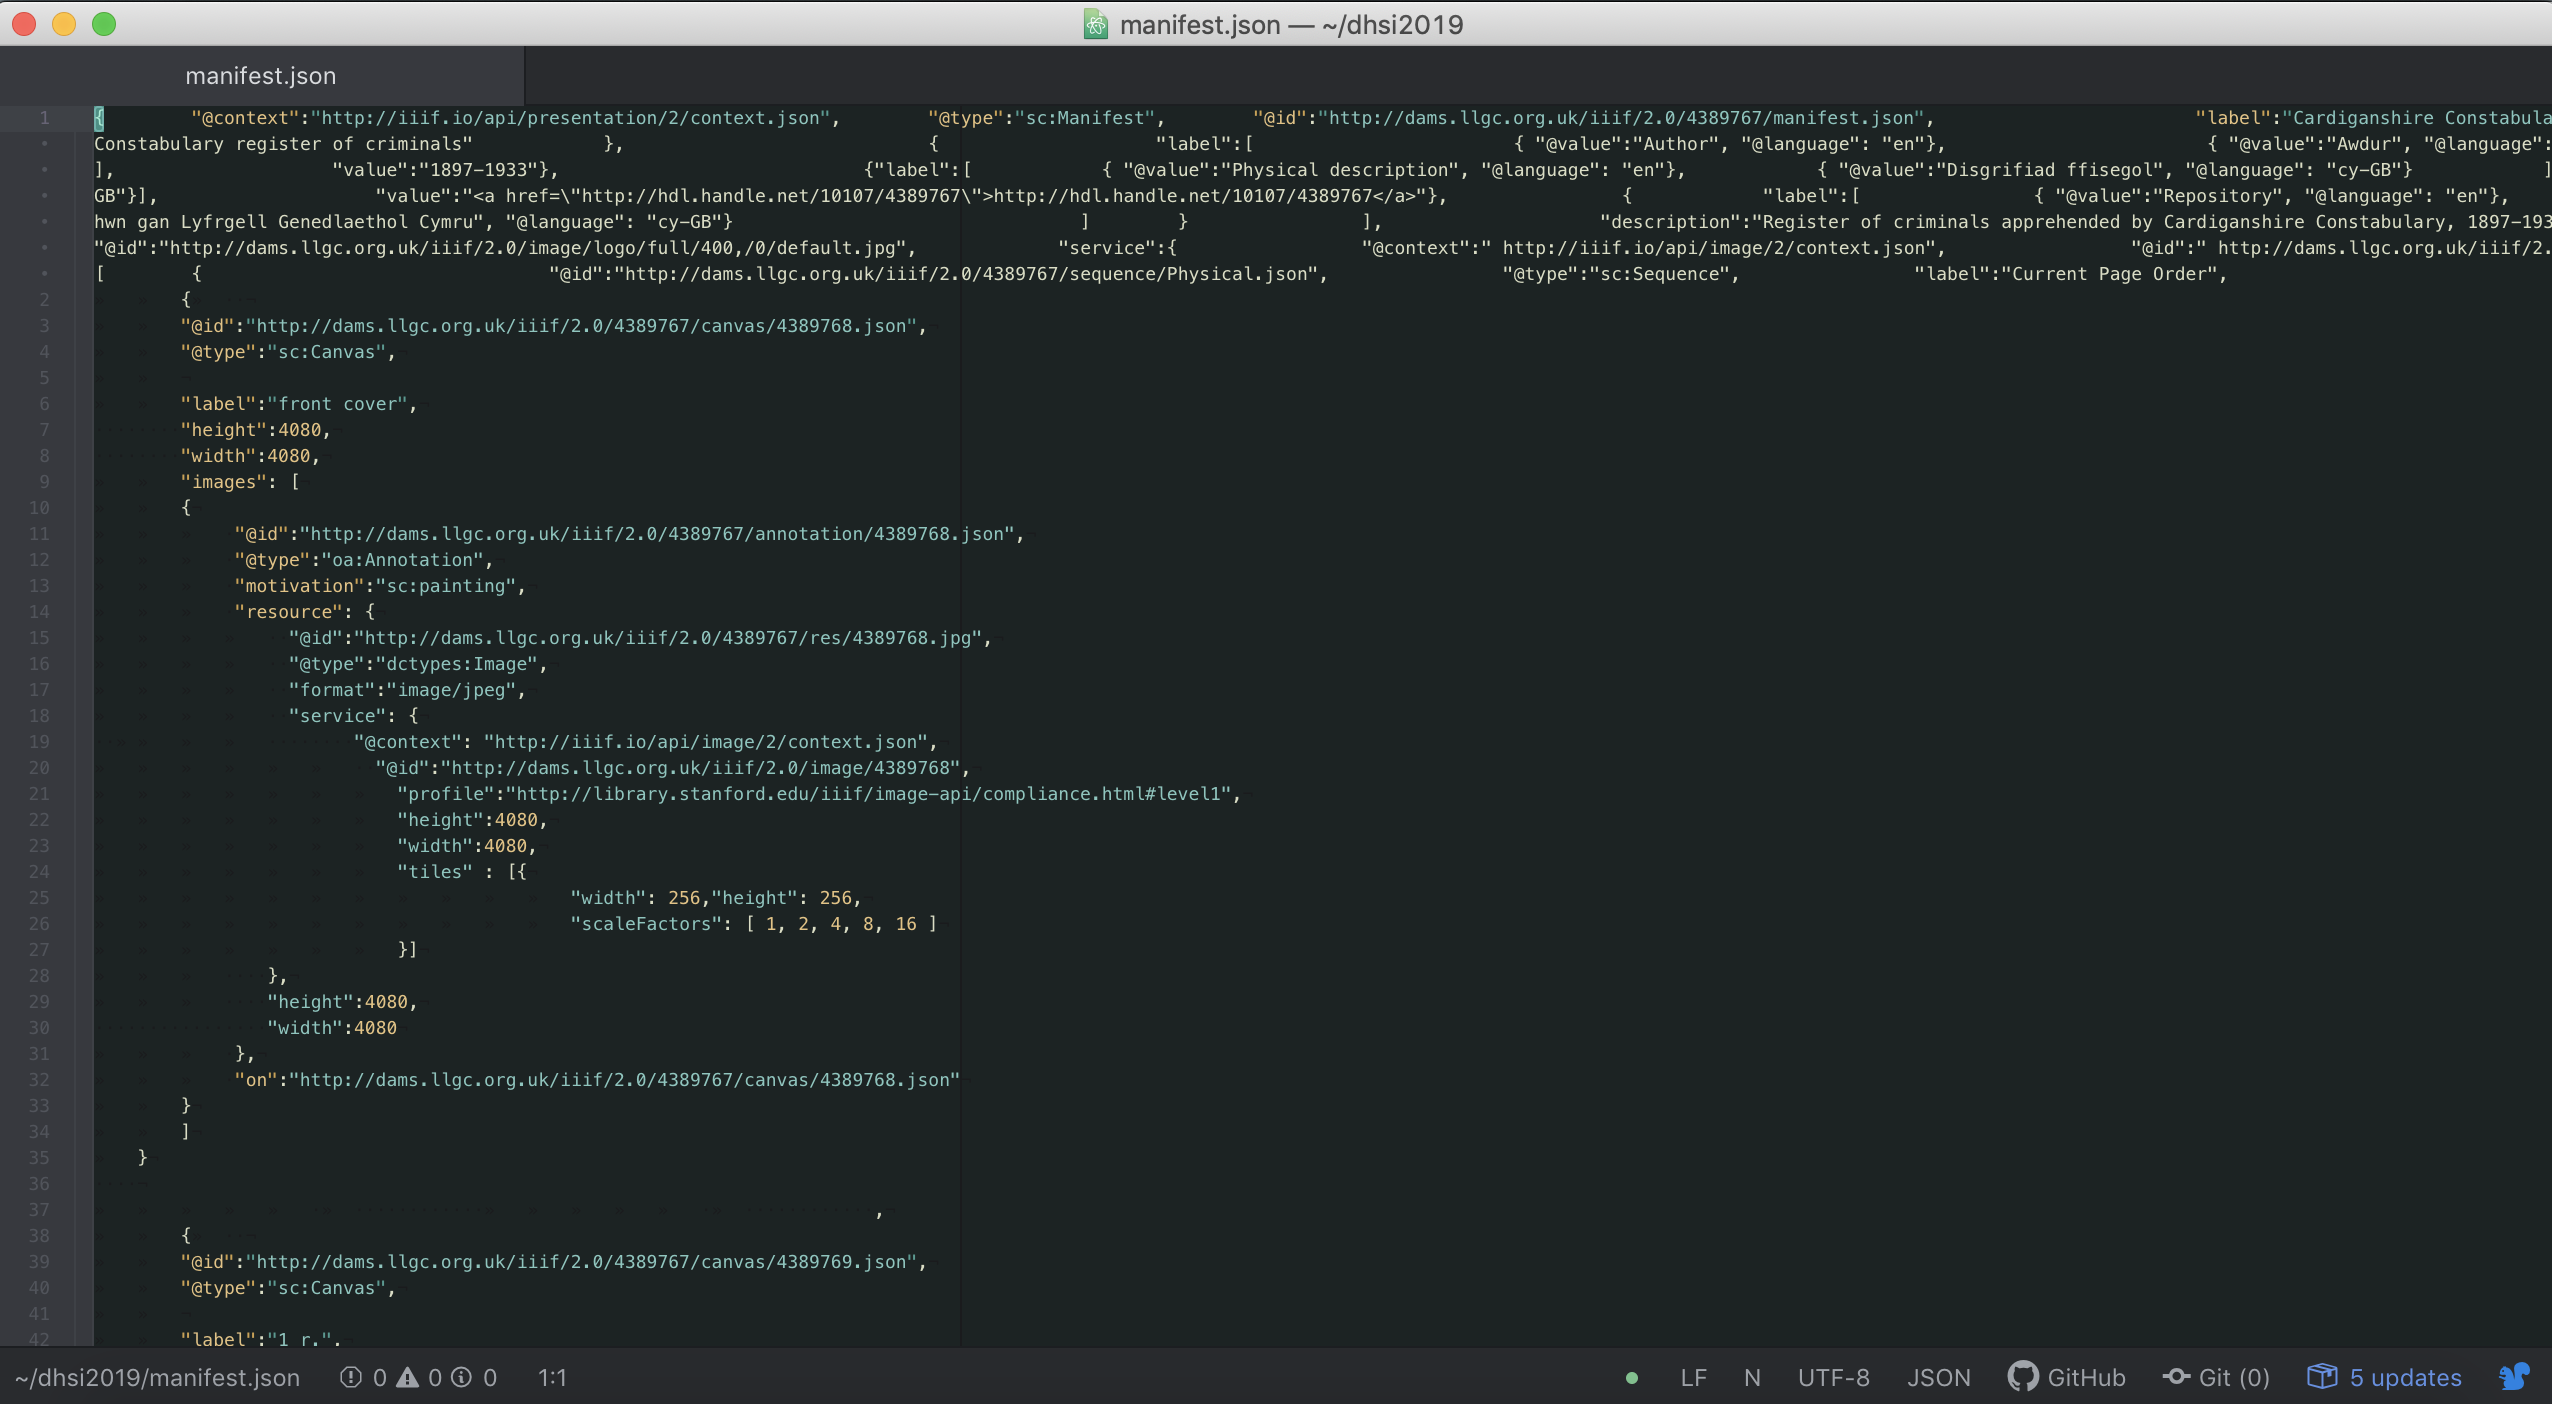 manifest.json — ~/dhsi2019
manifest.json
1 { "@context":"http://iiif.io/api/presentation/2/context.json", "@type":"sc:Manifest", "@id":"http://dams.llgc.org.uk/iiif/2.0/4389767/manifest.json", "label":"Cardiganshire Constabula
Constabulary register of criminals" }, { "label":[ { "@value":"Author", "@language": "en"}, { "@value":"Awdur", "@language":
], "value":"1897-1933"}, {"label":[ { "@value":"Physical description", "@language": "en"}, { "@value":"Disgrifiad ffisegol", "@language": "cy-GB"} ]
GB"}], "value":"<a href=\"http://hdl.handle.net/10107/4389767\">http://hdl.handle.net/10107/4389767</a>"}, { "label":[ { "@value":"Repository", "@language": "en"},
hwn gan Lyfrgell Genedlaethol Cymru", "@language": "cy-GB"} ] } ], "description":"Register of criminals apprehended by Cardiganshire Constabulary, 1897-193
"@id":"http://dams.llgc.org.uk/iiif/2.0/image/logo/full/400,/0/default.jpg", "service":{ "@context":" http://iiif.io/api/image/2/context.json", "@id":" http://dams.llgc.org.uk/iiif/2.
[ { "@id":"http://dams.llgc.org.uk/iiif/2.0/4389767/sequence/Physical.json", "@type":"sc:Sequence", "label":"Current Page Order",
2 {
3 "@id":"http://dams.llgc.org.uk/iiif/2.0/4389767/canvas/4389768.json",
4 "@type":"sc:Canvas",
5
6 "label":"front cover",
7 "height":4080,
8 "width":4080,
9 "images": [
10 {
11 "@id":"http://dams.llgc.org.uk/iiif/2.0/4389767/annotation/4389768.json",
12 "@type":"oa:Annotation",
13 "motivation":"sc:painting",
14 "resource": {
15 "@id":"http://dams.llgc.org.uk/iiif/2.0/4389767/res/4389768.jpg",
16 "@type":"dctypes:Image",
17 "format":"image/jpeg",
18 "service": {
19 "@context": "http://iiif.io/api/image/2/context.json",
20 "@id":"http://dams.llgc.org.uk/iiif/2.0/image/4389768",
21 "profile":"http://library.stanford.edu/iiif/image-api/compliance.html#level1",
22 "height":4080,
23 "width":4080,
24 "tiles" : [{
25 "width": 256,"height": 256,
26 "scaleFactors": [ 1, 2, 4, 8, 16 ]
27 }]
28 },
29 "height":4080,
30 "width":4080
31 },
32 "on":"http://dams.llgc.org.uk/iiif/2.0/4389767/canvas/4389768.json"
33 }
34 ]
35 }
36
37 ,
38 {
39 "@id":"http://dams.llgc.org.uk/iiif/2.0/4389767/canvas/4389769.json",
40 "@type":"sc:Canvas",
41
42 "label":"1 r.",
~/dhsi2019/manifest.json 0 0 0 1:1 LF N UTF-8 JSON GitHub Git (0) 5 updates